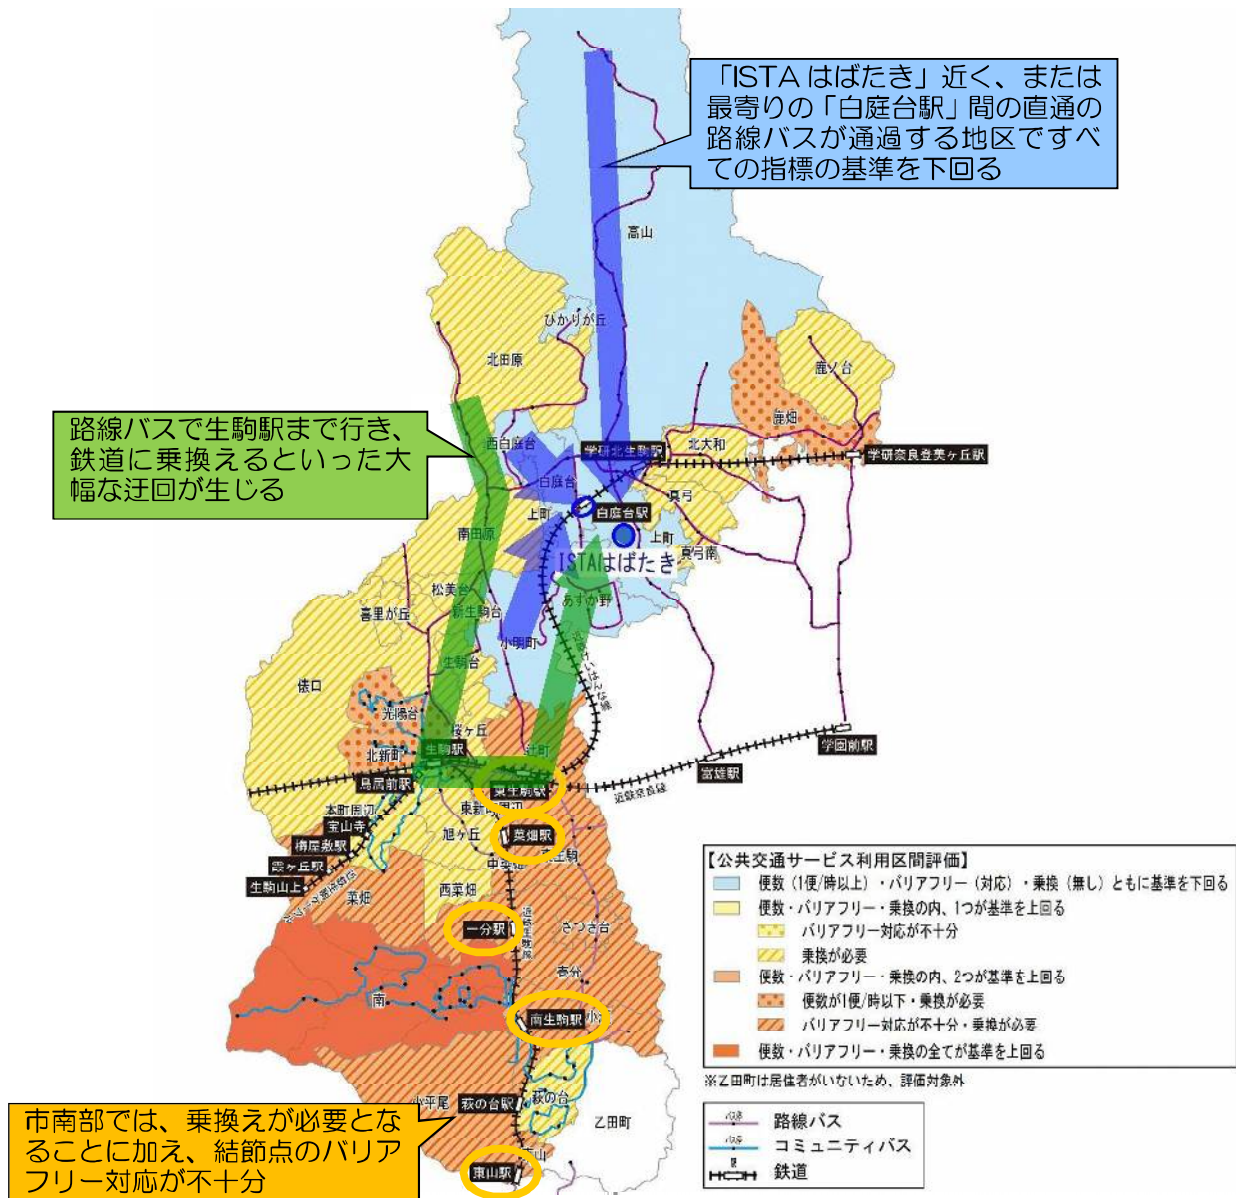 「ISTA はばたき」近く、または
最寄りの「白庭台駅」間の直通の
路線バスが通過する地区ですべ
ての指標の基準を下回る
高山
ひかりが丘
北田原
鹿ノ台
鹿畑
路線バスで生駒駅まで行き、
鉄道に乗換えるといった大
幅な迂回が生じる
西白庭台
学研北生駒駅
北大和
学研奈良登美ヶ丘駅
白庭台
真弓
上町
白庭台駅
南田原
上町
真弓南
ISTAはばたき
松美台
あすか野
喜里が丘
新生駒台
小明町
生駒台
俵口
光陽台
桜ヶ丘
北新町
生駒駅
辻町
学園前駅
鳥居前駅
東生駒駅
富雄駅
近鉄奈良線
本町周辺
東新町周辺
宝山寺
旭ヶ丘
菜畑駅
梅屋敷駅
霞ヶ丘駅
生駒山上
菜畑
西菜畑
一分駅
近鉄生駒線
さつき台
壱分
南
南生駒駅
小平尾
萩の台駅
萩の台
乙田町
東山駅
市南部では、乗換えが必要とな
ることに加え、結節点のバリア
フリー対応が不十分
【公共交通サービス利用区間評価】
便数（1便/時以上）・バリアフリー（対応）・乗換（無し）ともに基準を下回る
便数・バリアフリー・乗換の内、1つが基準を上回る
バリアフリー対応が不十分
乗換が必要
便数・バリアフリー・乗換の内、2つが基準を上回る
便数が1便/時以下・乗換が必要
バリアフリー対応が不十分・乗換が必要
便数・バリアフリー・乗換の全てが基準を上回る
※乙田町は居住者がいないため、評価対象外
バス停
路線バス
バス停
コミュニティバス
駅
鉄道